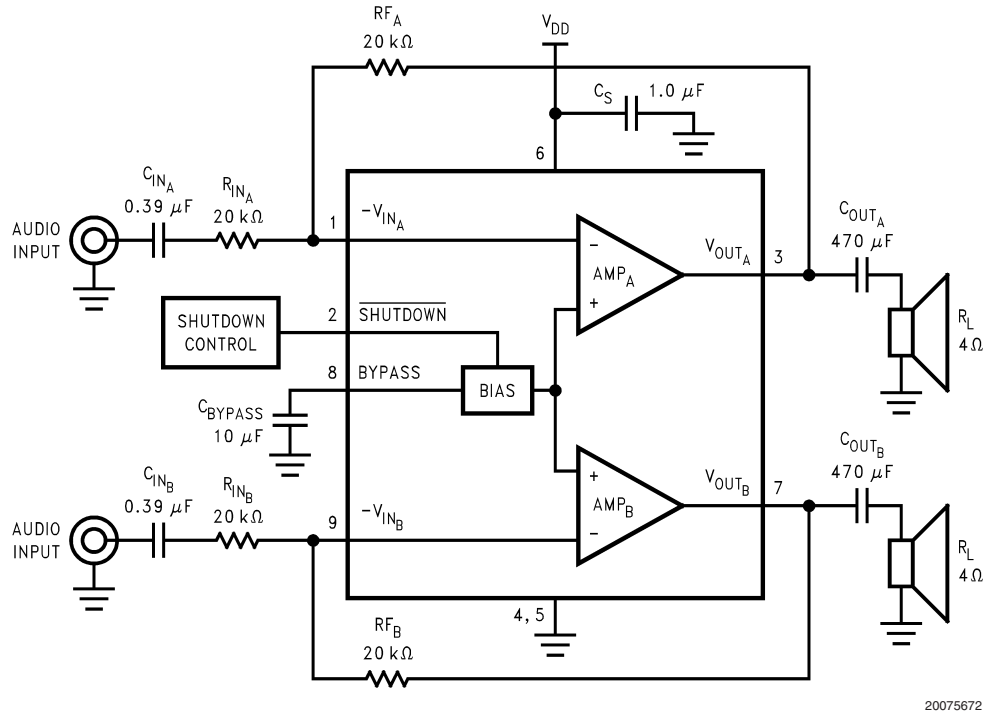 RF_A
20 kΩ
V_DD
C_S 1.0 μF
6
C_IN_A
0.39 μF
R_IN_A
20 kΩ
AUDIO
INPUT
1
-V_IN_A
-
AMP_A
+
V_OUT_A
3
C_OUT_A
470 μF
R_L
4Ω
SHUTDOWN
CONTROL
2
SHUTDOWN
8
BYPASS
BIAS
C_BYPASS
10 μF
C_IN_B
0.39 μF
R_IN_B
20 kΩ
AUDIO
INPUT
9
-V_IN_B
+
AMP_B
-
V_OUT_B
7
C_OUT_B
470 μF
R_L
4Ω
4, 5
RF_B
20 kΩ
20075672